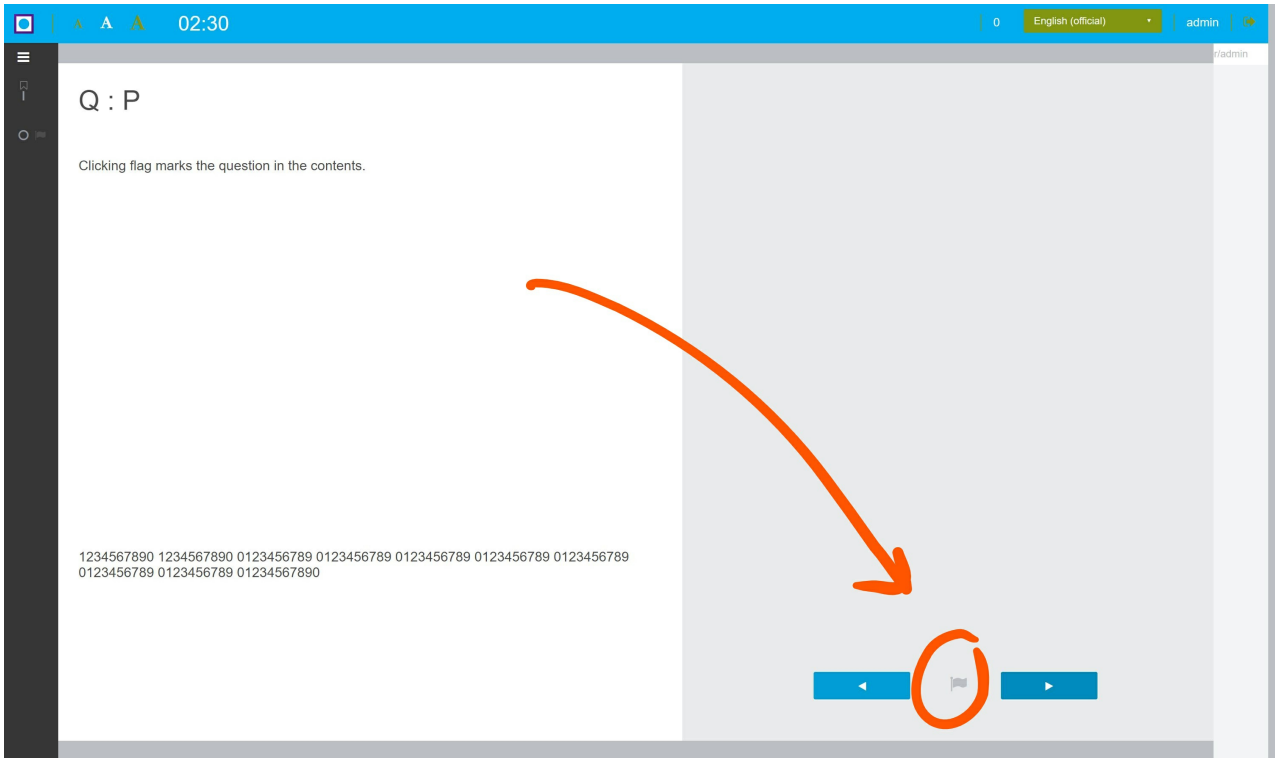 A A A 02:30 0 English (official) admin
r/admin
Q : P
Clicking flag marks the question in the contents.
1234567890 1234567890 0123456789 0123456789 0123456789 0123456789 0123456789
0123456789 0123456789 01234567890